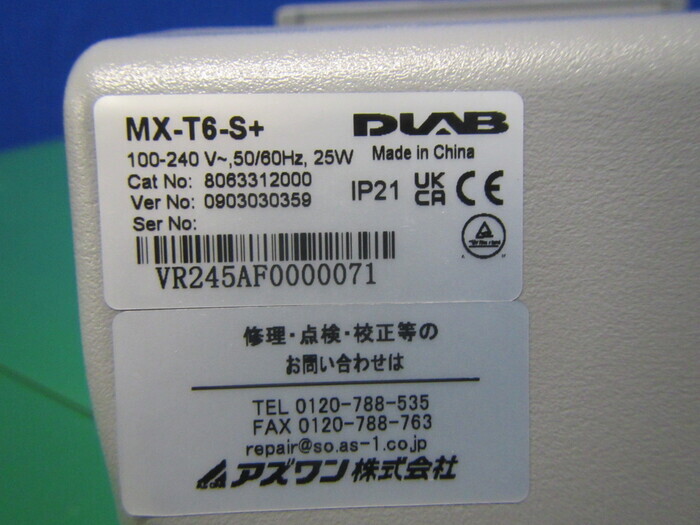 MX-T6-S+
DLAB
100-240 V~,50/60Hz, 25W
Made in China
Cat No: 8063312000
Ver No: 0903030359
IP21 UK CA CE
Ser No:
VR245AF0000071
修理・点検・校正等の
お問い合わせは
TEL 0120-788-535
FAX 0120-788-763
repair@so.as-1.co.jp
アズワン株式会社